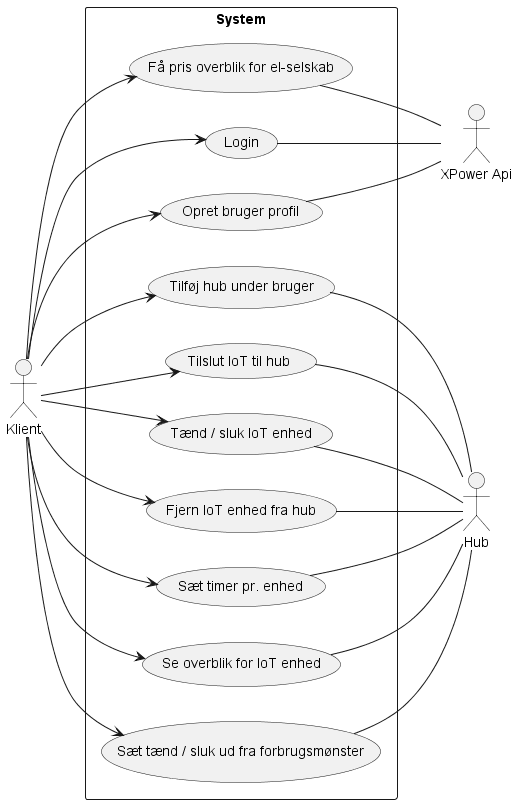 System
Få pris overblik for el-selskab
Login
XPower Api
Opret bruger profil
Tilføj hub under bruger
Tilslut IoT til hub
Klient
Tænd / sluk IoT enhed
Fjern IoT enhed fra hub
Hub
Sæt timer pr. enhed
Se overblik for IoT enhed
Sæt tænd / sluk ud fra forbrugsmønster